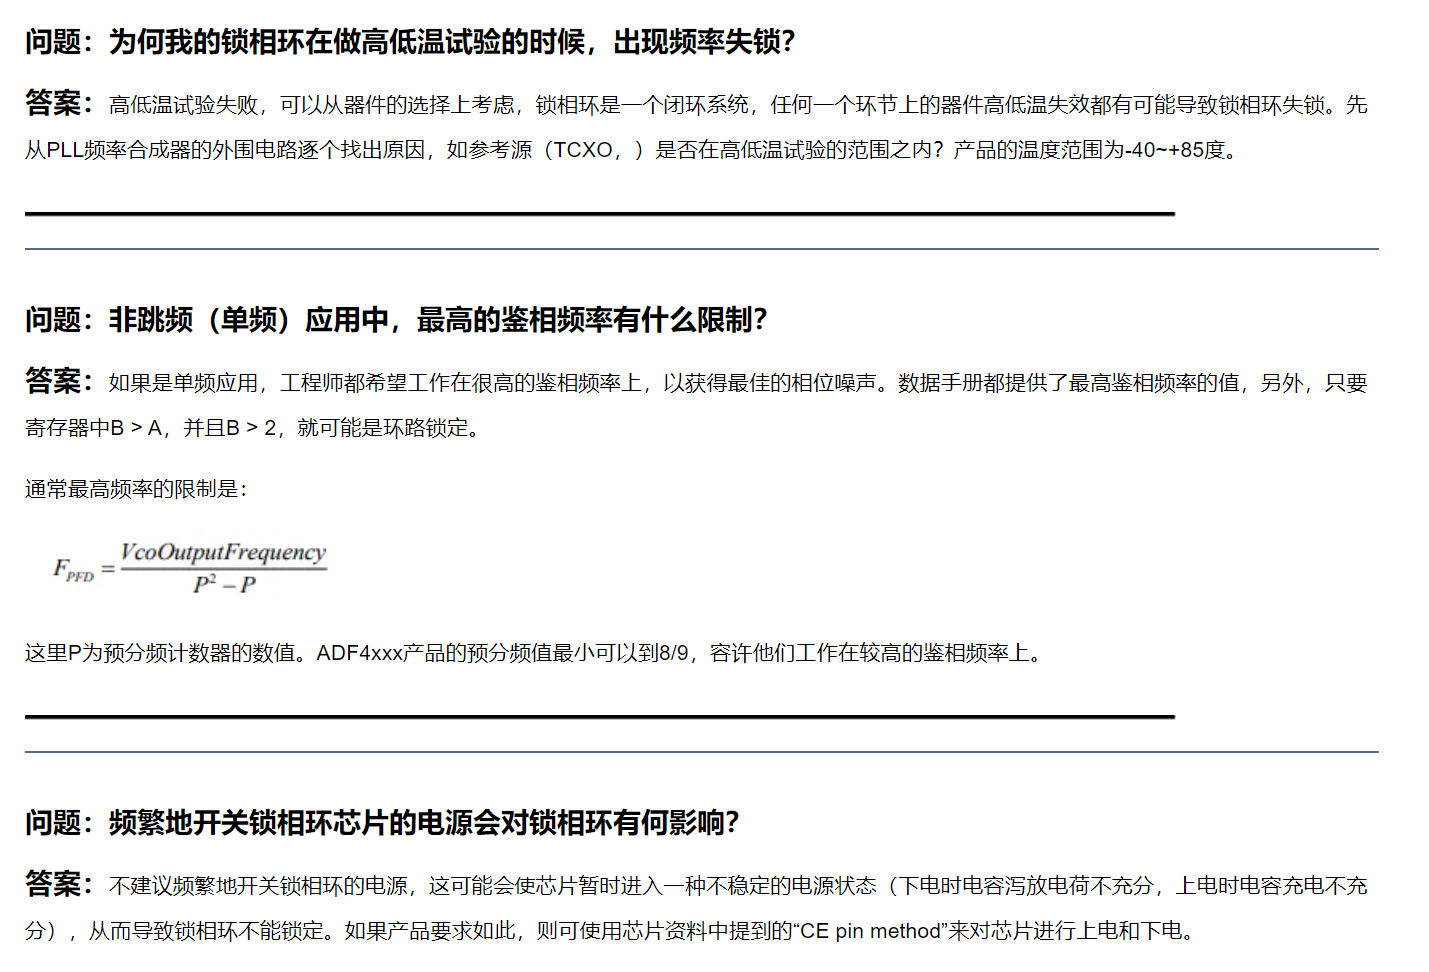 问题：为何我的锁相环在做高低温试验的时候，出现频率失锁？
答案：高低温试验失败，可以从器件的选择上考虑，锁相环是一个闭环系统，任何一个环节上的器件高低温失效都有可能导致锁相环失锁。先
从PLL频率合成器的外围电路逐个找出原因，如参考源（TCXO，）是否在高低温试验的范围之内？产品的温度范围为-40~+85度。
问题：非跳频（单频）应用中，最高的鉴相频率有什么限制？
答案：如果是单频应用，工程师都希望工作在很高的鉴相频率上，以获得最佳的相位噪声。数据手册都提供了最高鉴相频率的值，另外，只要
寄存器中B > A，并且B > 2，就可能是环路锁定。
通常最高频率的限制是：
F_PFD = VcoOutputFrequency / (P² – P)
这里P为预分频计数器的数值。ADF4xxx产品的预分频值最小可以到8/9，容许他们工作在较高的鉴相频率上。
问题：频繁地开关锁相环芯片的电源会对锁相环有何影响？
答案：不建议频繁地开关锁相环的电源，这可能会使芯片暂时进入一种不稳定的电源状态（下电时电容泻放电荷不充分，上电时电容充电不充
分），从而导致锁相环不能锁定。如果产品要求如此，则可使用芯片资料中提到的“CE pin method”来对芯片进行上电和下电。